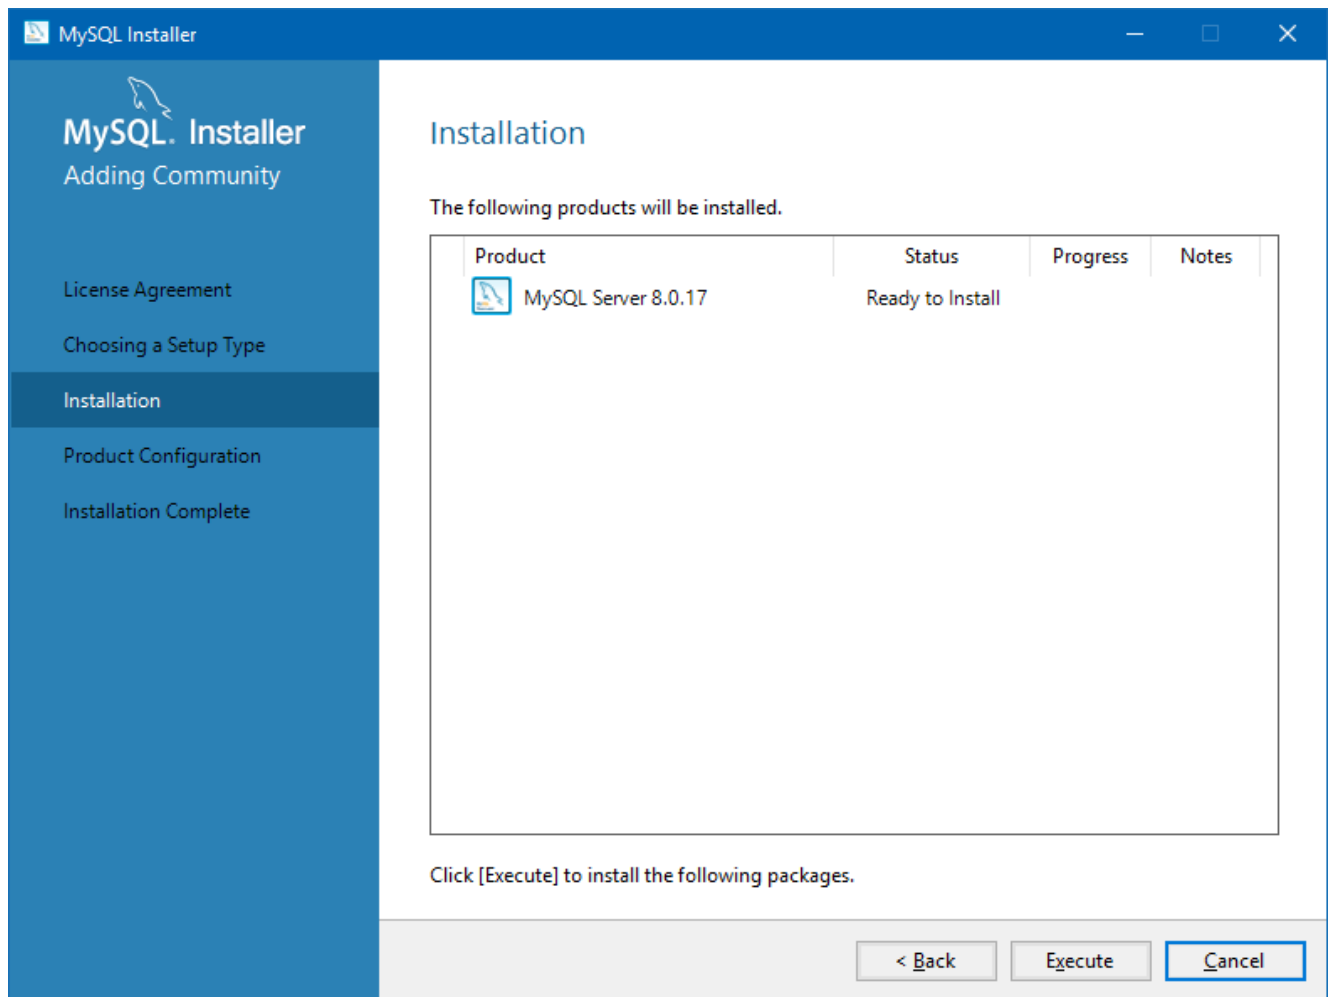 MySQL Installer
MySQL. Installer
Adding Community
License Agreement
Choosing a Setup Type
Installation
Product Configuration
Installation Complete
Installation
The following products will be installed.
Product Status Progress Notes
MySQL Server 8.0.17 Ready to Install
Click [Execute] to install the following packages.
< Back Execute Cancel